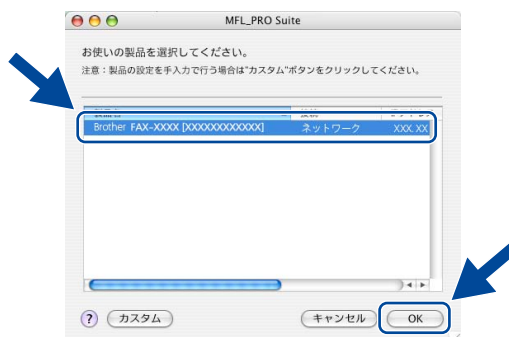 MFL_PRO Suite
お使いの製品を選択してください。
注意：製品の設定を手入力で行う場合は"カスタム"ボタンをクリックしてください。
Brother FAX-XXXX [XXXXXXXXXXXX] ネットワーク XXX.XX
? カスタム キャンセル OK